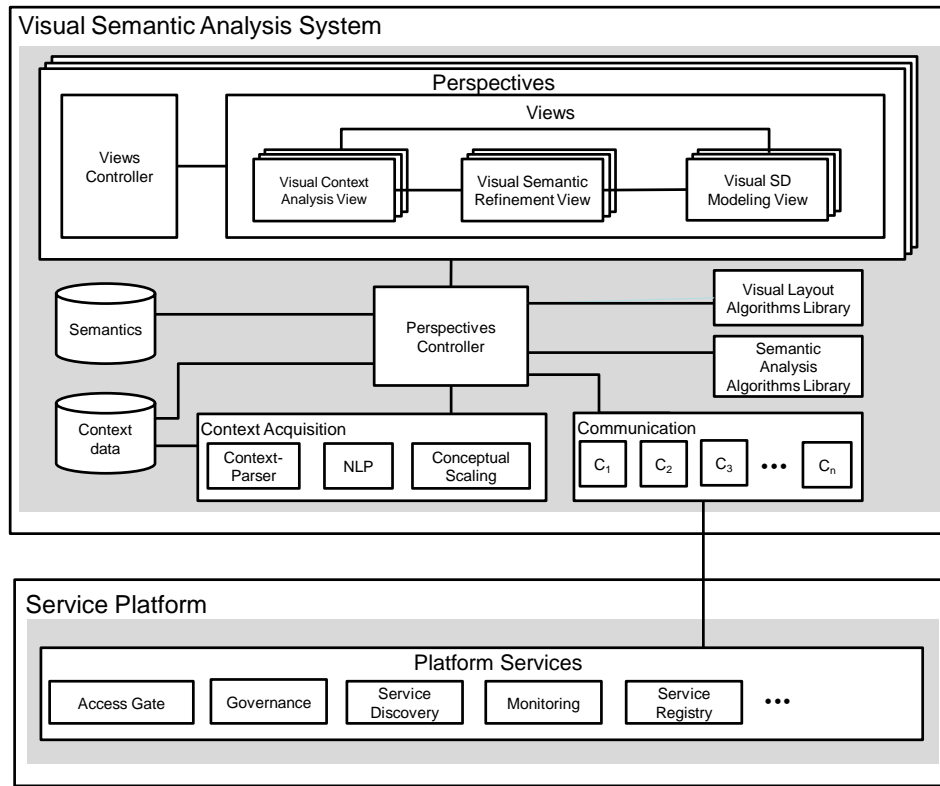 Visual Semantic Analysis System
Perspectives
Views
Views
Controller
Visual Context
Analysis View
Visual Semantic
Refinement View
Visual SD
Modeling View
Semantics
Perspectives
Controller
Visual Layout
Algorithms Library
Semantic
Analysis
Algorithms Library
Context
data
Context Acquisition
Context-
Parser
NLP
Conceptual
Scaling
Communication
C1
C2
C3
•••
Cn
Service Platform
Platform Services
Access Gate
Governance
Service
Discovery
Monitoring
Service
Registry
•••